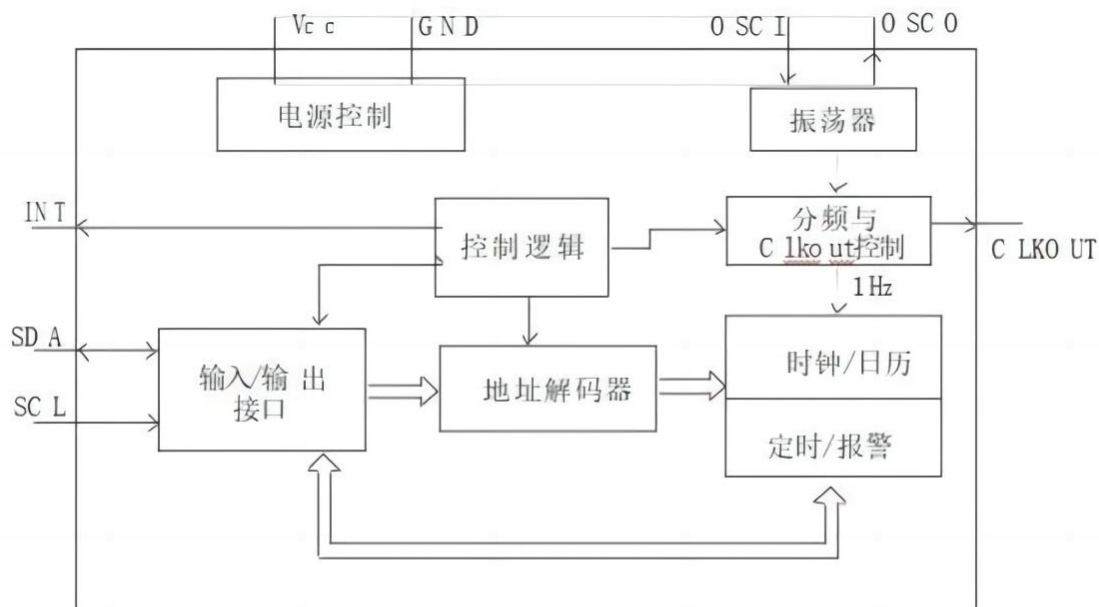 Vcc GND OSCI OSCO
电源控制
振荡器
INT
控制逻辑
分频与
Clkout控制
CLKOUT
1Hz
SDA
SCL
输入/输出
接口
地址解码器
时钟/日历
定时/报警